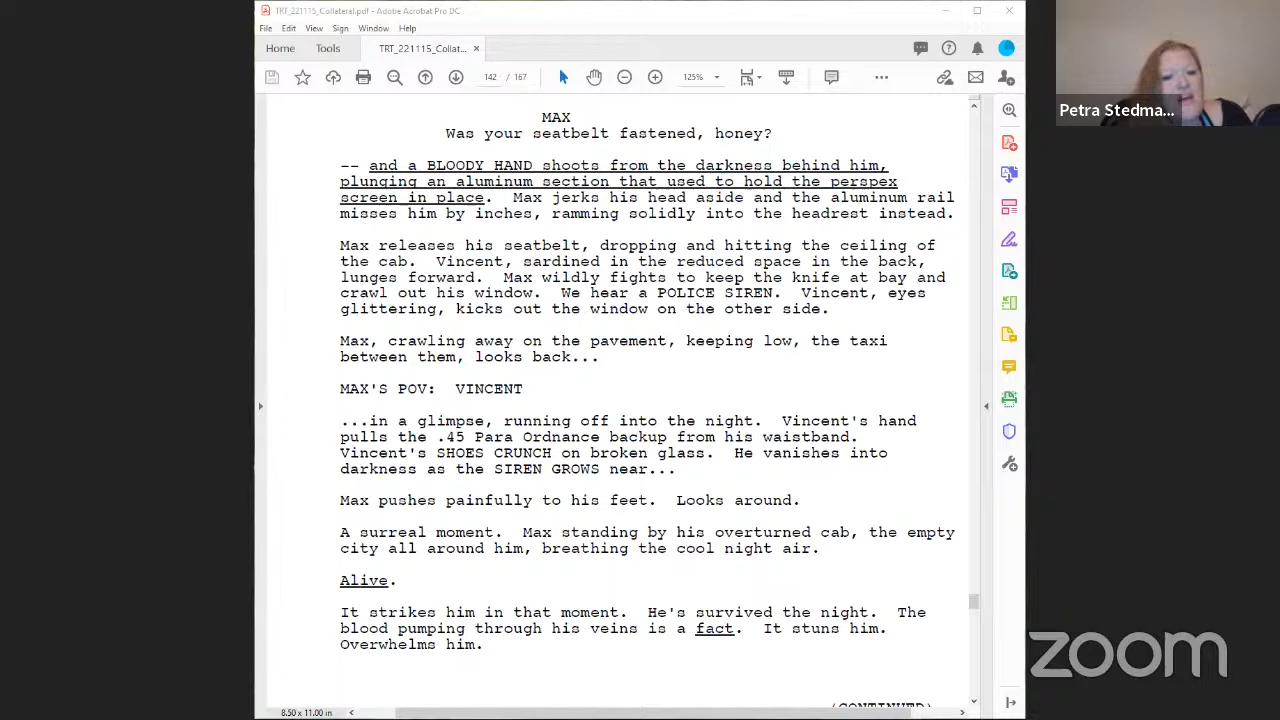 TRT_221115_Collateral.pdf - Adobe Acrobat Pro DC
File Edit View Sign Window Help
Home Tools TRT_221115_Collat... ×
142 / 167 125%
MAX
Was your seatbelt fastened, honey?
-- and a BLOODY HAND shoots from the darkness behind him,
plunging an aluminum section that used to hold the perspex
screen in place. Max jerks his head aside and the aluminum rail
misses him by inches, ramming solidly into the headrest instead.
Max releases his seatbelt, dropping and hitting the ceiling of
the cab. Vincent, sardined in the reduced space in the back,
lunges forward. Max wildly fights to keep the knife at bay and
crawl out his window. We hear a POLICE SIREN. Vincent, eyes
glittering, kicks out the window on the other side.
Max, crawling away on the pavement, keeping low, the taxi
between them, looks back...
MAX'S POV: VINCENT
...in a glimpse, running off into the night. Vincent's hand
pulls the .45 Para Ordnance backup from his waistband.
Vincent's SHOES CRUNCH on broken glass. He vanishes into
darkness as the SIREN GROWS near...
Max pushes painfully to his feet. Looks around.
A surreal moment. Max standing by his overturned cab, the empty
city all around him, breathing the cool night air.
Alive.
It strikes him in that moment. He's survived the night. The
blood pumping through his veins is a fact. It stuns him.
Overwhelms him.
(CONTINUED)
8.50 x 11.00 in
Petra Stedma...
zoom